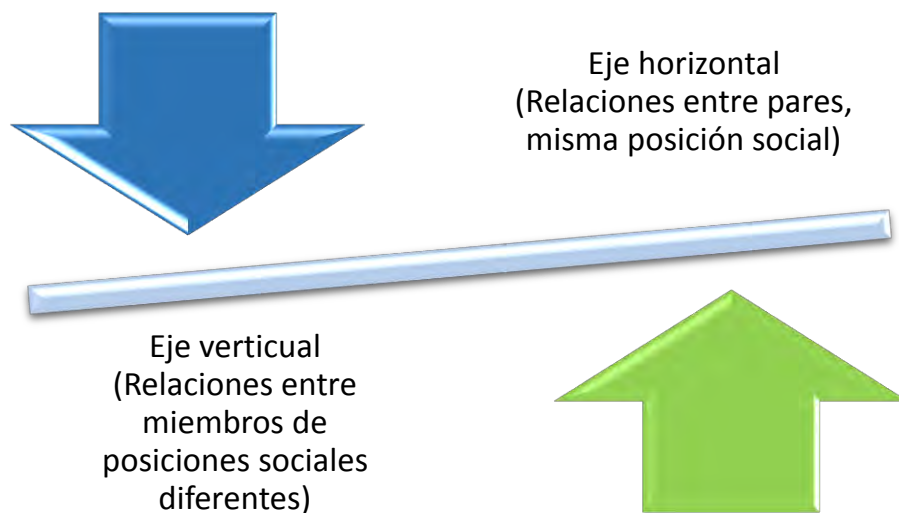 Eje horizontal
(Relaciones entre pares,
misma posición social)
Eje verticual
(Relaciones entre
miembros de
posiciones sociales
diferentes)